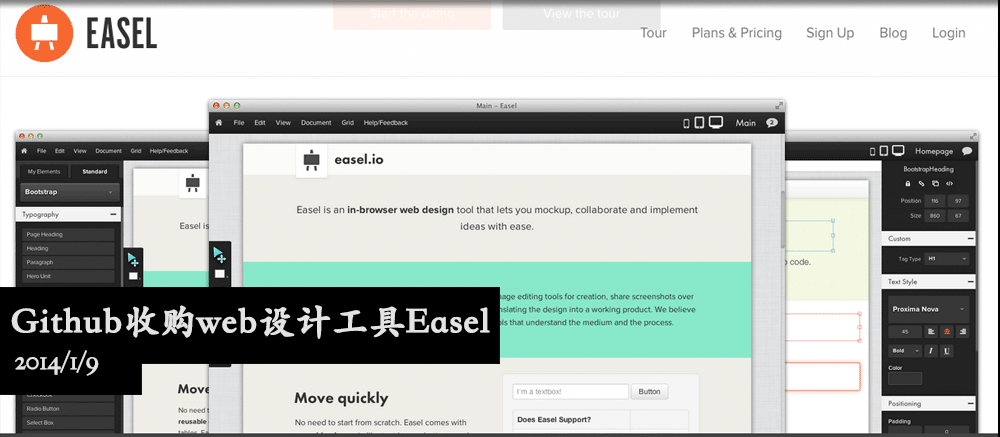 Start the demo
View the tour
EASEL
Tour
Plans & Pricing
Sign Up
Blog
Login
Main – Easel
File Edit View Document Grid Help/Feedback
Main
2
easel.io
Easel is an in-browser web design tool that lets you mockup, collaborate and implement
ideas with ease.
age editing tools for creation, share screenshots over
nslating the design into a working product. We believe
ols that understand the medium and the process.
Move quickly
No need to start from scratch. Easel comes with
I'm a textbox!
Button
Does Easel Support?
File Edit View Document Grid Help/Feedback
My Elements
Standard
Bootstrap
Typography
Page Heading
Heading
Paragraph
Hero Unit
Radio Button
Select Box
Easel is
Move
No need t
reusable
tables. Ea
Homepage
BootstrapHeading
Position
116
97
Size
860
67
Custom
Tag Type
H1
Text Style
Proxima Nova
45
Bold
I
U
Color
Positioning
Padding
0
code.
Github收购web设计工具Easel
2014/1/9